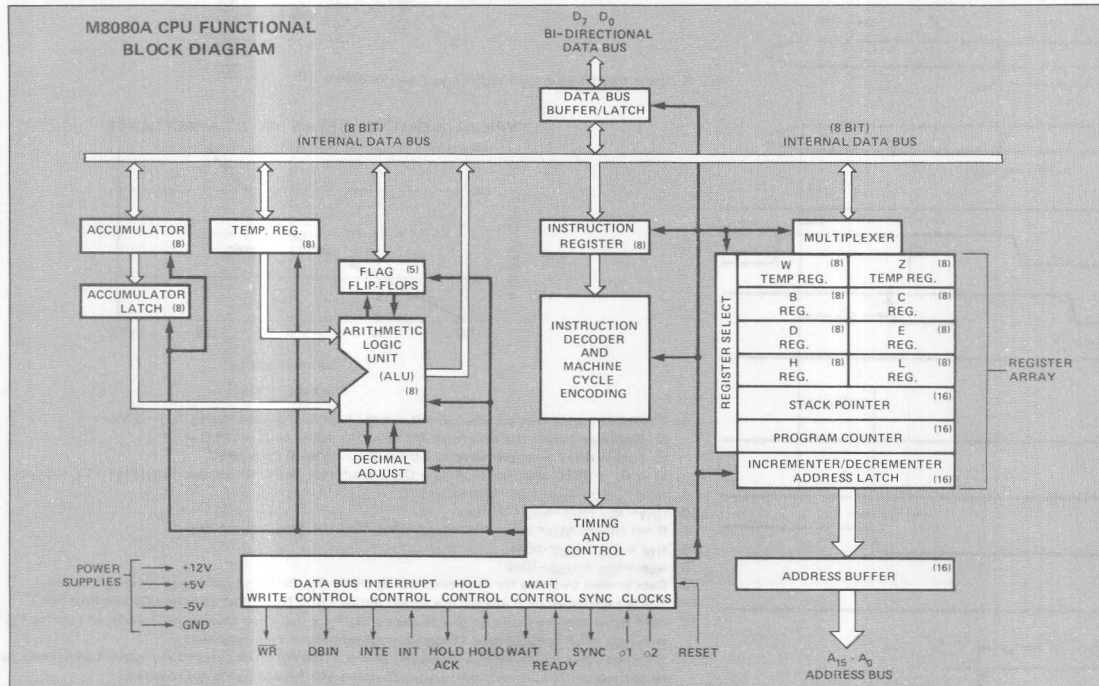 M8080A CPU FUNCTIONAL
BLOCK DIAGRAM
D7 D0
BI-DIRECTIONAL
DATA BUS
DATA BUS
BUFFER/LATCH
(8 BIT)
INTERNAL DATA BUS
(8 BIT)
INTERNAL DATA BUS
ACCUMULATOR
(8)
TEMP. REG.
(8)
INSTRUCTION
REGISTER (8)
MULTIPLEXER
ACCUMULATOR
LATCH (8)
FLAG (5)
FLIP-FLOPS
ARITHMETIC
LOGIC
UNIT
(ALU)
(8)
DECIMAL
ADJUST
INSTRUCTION
DECODER
AND
MACHINE
CYCLE
ENCODING
REGISTER SELECT
W (8)
TEMP REG.
Z (8)
TEMP REG.
B (8)
REG.
C (8)
REG.
D (8)
REG.
E (8)
REG.
H (8)
REG.
L (8)
REG.
STACK POINTER (16)
PROGRAM COUNTER (16)
INCREMENTER/DECREMENTER
ADDRESS LATCH (16)
REGISTER
ARRAY
TIMING
AND
CONTROL
DATA BUS INTERRUPT HOLD WAIT
WRITE CONTROL CONTROL CONTROL CONTROL SYNC CLOCKS
POWER
SUPPLIES
+12V
+5V
-5V
GND
WR DBIN INTE INT HOLD HOLD WAIT SYNC φ1 φ2 RESET
ACK READY
ADDRESS BUFFER (16)
A15 - A0
ADDRESS BUS